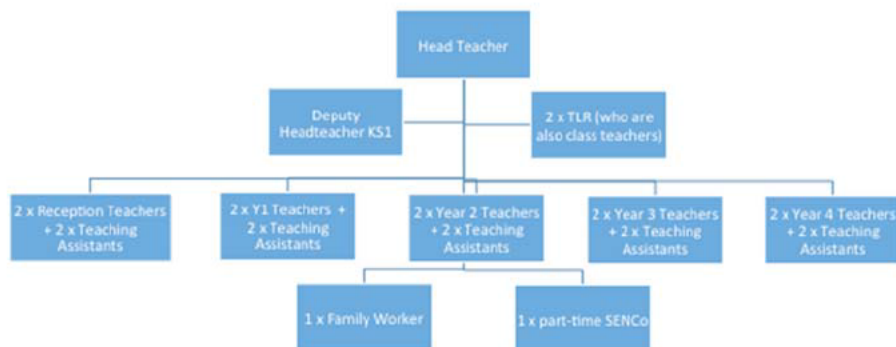 Head Teacher
Deputy
Headteacher KS1
2 x TLR (who are
also class teachers)
2 x Reception Teachers
+ 2 x Teaching
Assistants
2 x Y1 Teachers +
2 x Teaching
Assistants
2 x Year 2 Teachers
+ 2 x Teaching
Assistants
2 x Year 3 Teachers
+ 2 x Teaching
Assistants
2 x Year 4 Teachers
+ 2 x Teaching
Assistants
1 x Family Worker
1 x part-time SENCo